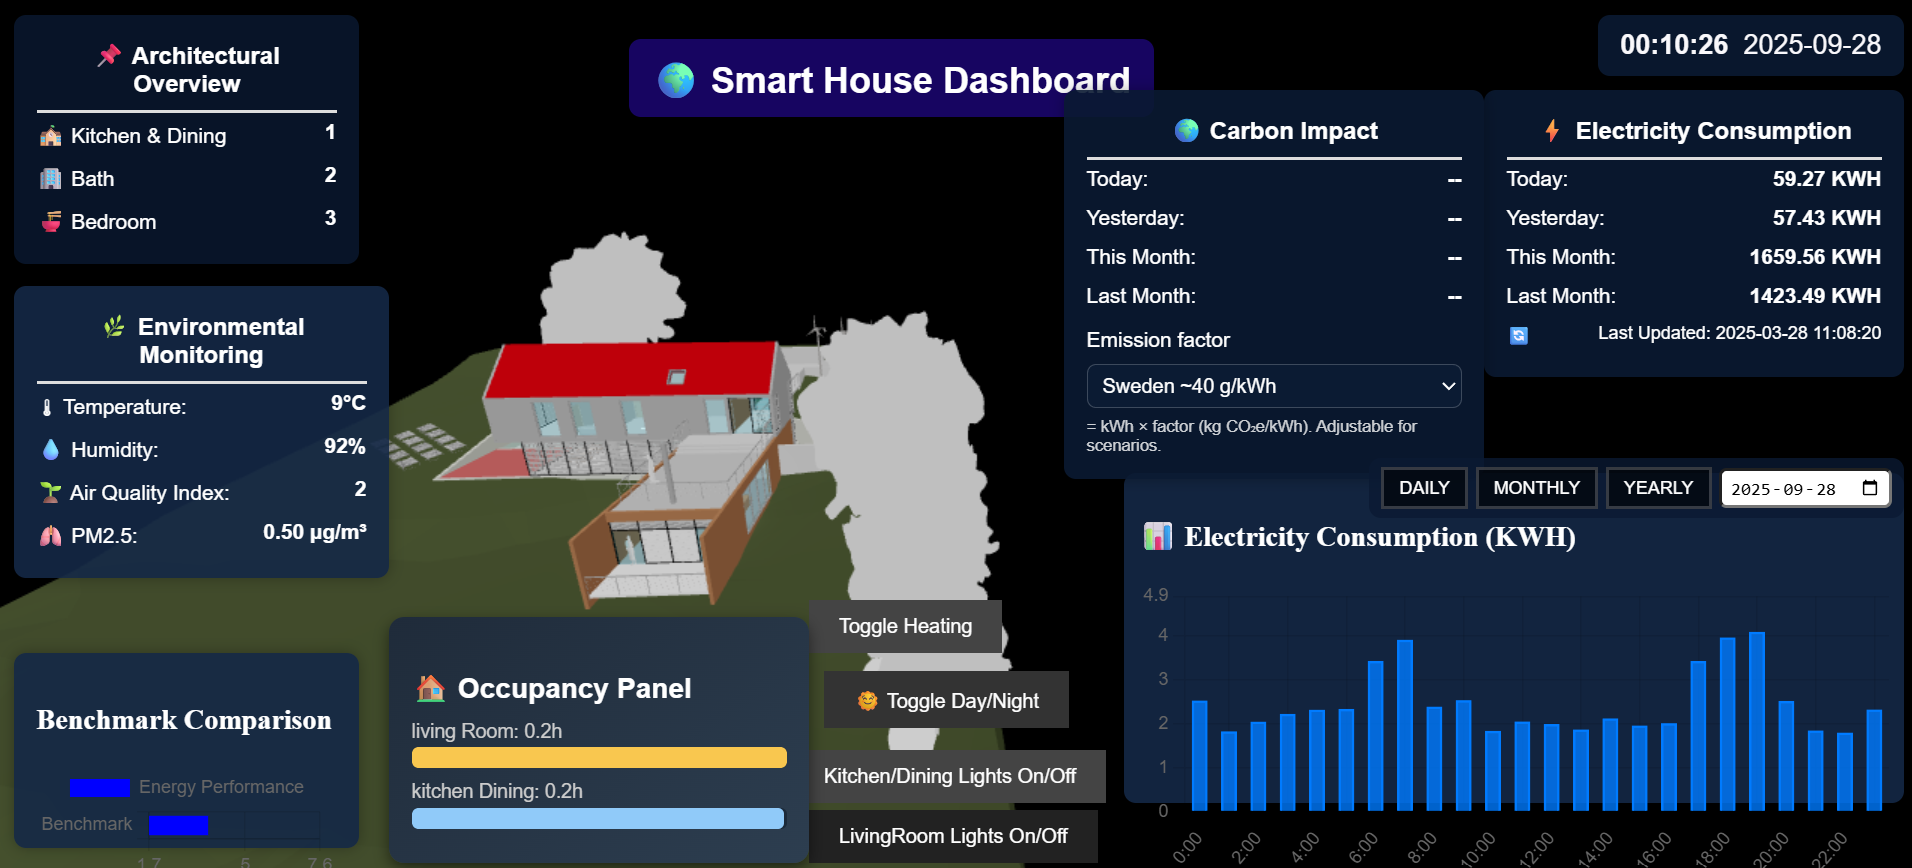 Architectural
Overview
Kitchen & Dining 1
Bath 2
Bedroom 3
Environmental
Monitoring
Temperature: 9°C
Humidity: 92%
Air Quality Index: 2
PM2.5: 0.50 µg/m³
Benchmark Comparison
Energy Performance
Benchmark
1.7 5 7.6
Smart House Dashboard
Occupancy Panel
living Room: 0.2h
kitchen Dining: 0.2h
Toggle Heating
Toggle Day/Night
Kitchen/Dining Lights On/Off
LivingRoom Lights On/Off
00:10:26 2025-09-28
Carbon Impact
Today: --
Yesterday: --
This Month: --
Last Month: --
Emission factor
Sweden ~40 g/kWh
= kWh × factor (kg CO₂e/kWh). Adjustable for
scenarios.
Electricity Consumption
Today: 59.27 KWH
Yesterday: 57.43 KWH
This Month: 1659.56 KWH
Last Month: 1423.49 KWH
Last Updated: 2025-03-28 11:08:20
DAILY MONTHLY YEARLY 2025-09-28
Electricity Consumption (KWH)
4.9
4
3
2
1
0
0:00 2:00 4:00 6:00 8:00 10:00 12:00 14:00 16:00 18:00 20:00 22:00